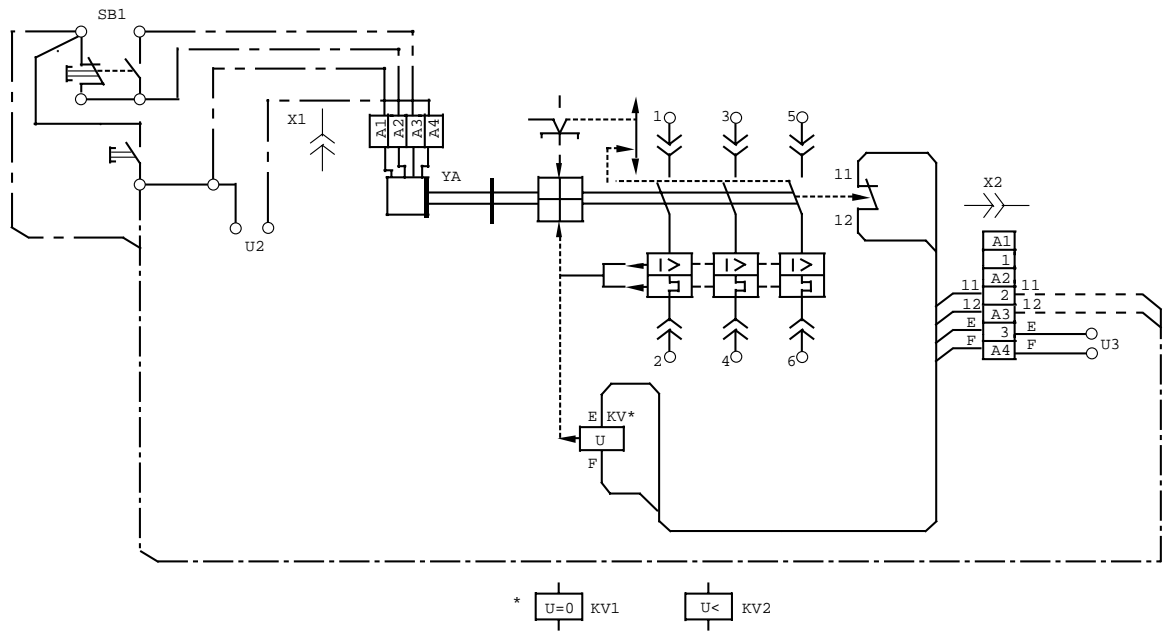 SB1
X1
A1 A2 A3 A4
YA
1 3 5
11
12
X2
U2
A1
1
A2
11 2 11
12 A3 12
E 3 E
F A4 F
U3
I> I> I>
2 4 6
E KV*
U
F
* U=0 KV1 U< KV2